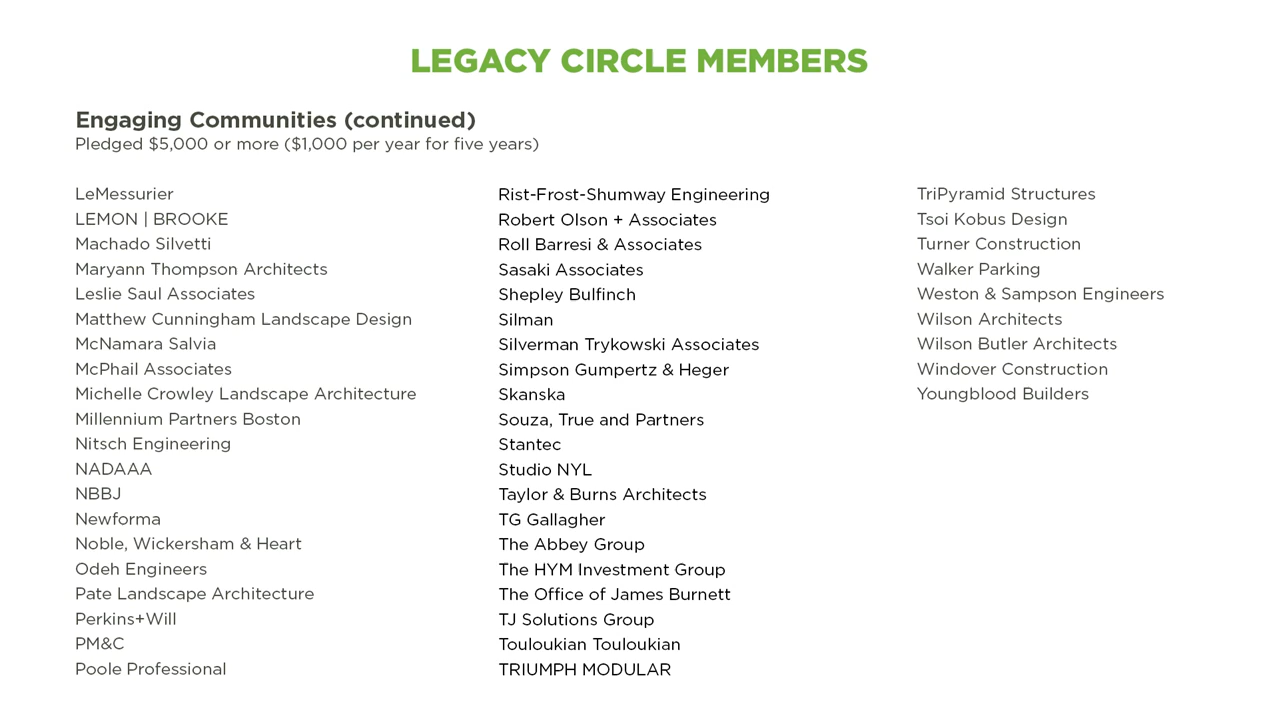 LEGACY CIRCLE MEMBERS
Engaging Communities (continued)
Pledged $5,000 or more ($1,000 per year for five years)
LeMessurier
LEMON | BROOKE
Machado Silvetti
Maryann Thompson Architects
Leslie Saul Associates
Matthew Cunningham Landscape Design
McNamara Salvia
McPhail Associates
Michelle Crowley Landscape Architecture
Millennium Partners Boston
Nitsch Engineering
NADAAA
NBBJ
Newforma
Noble, Wickersham & Heart
Odeh Engineers
Pate Landscape Architecture
Perkins+Will
PM&C
Poole Professional
Rist-Frost-Shumway Engineering
Robert Olson + Associates
Roll Barresi & Associates
Sasaki Associates
Shepley Bulfinch
Silman
Silverman Trykowski Associates
Simpson Gumpertz & Heger
Skanska
Souza, True and Partners
Stantec
Studio NYL
Taylor & Burns Architects
TG Gallagher
The Abbey Group
The HYM Investment Group
The Office of James Burnett
TJ Solutions Group
Touloukian Touloukian
TRIUMPH MODULAR
TriPyramid Structures
Tsoi Kobus Design
Turner Construction
Walker Parking
Weston & Sampson Engineers
Wilson Architects
Wilson Butler Architects
Windover Construction
Youngblood Builders